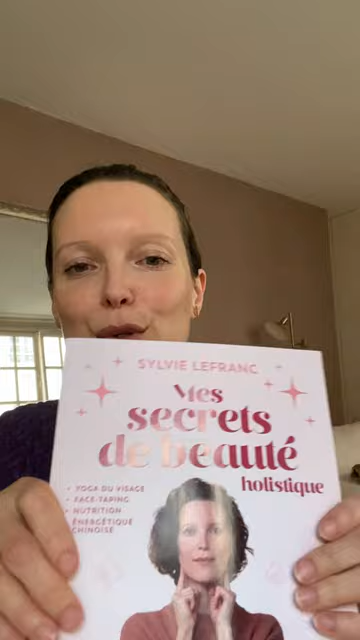 SYLVIE LEFRANC
Mes
secrets
de beauté
holistique
• YOGA DU VISAGE
• FACE-TAPING
• NUTRITION
• ÉNERGÉTIQUE
CHINOISE